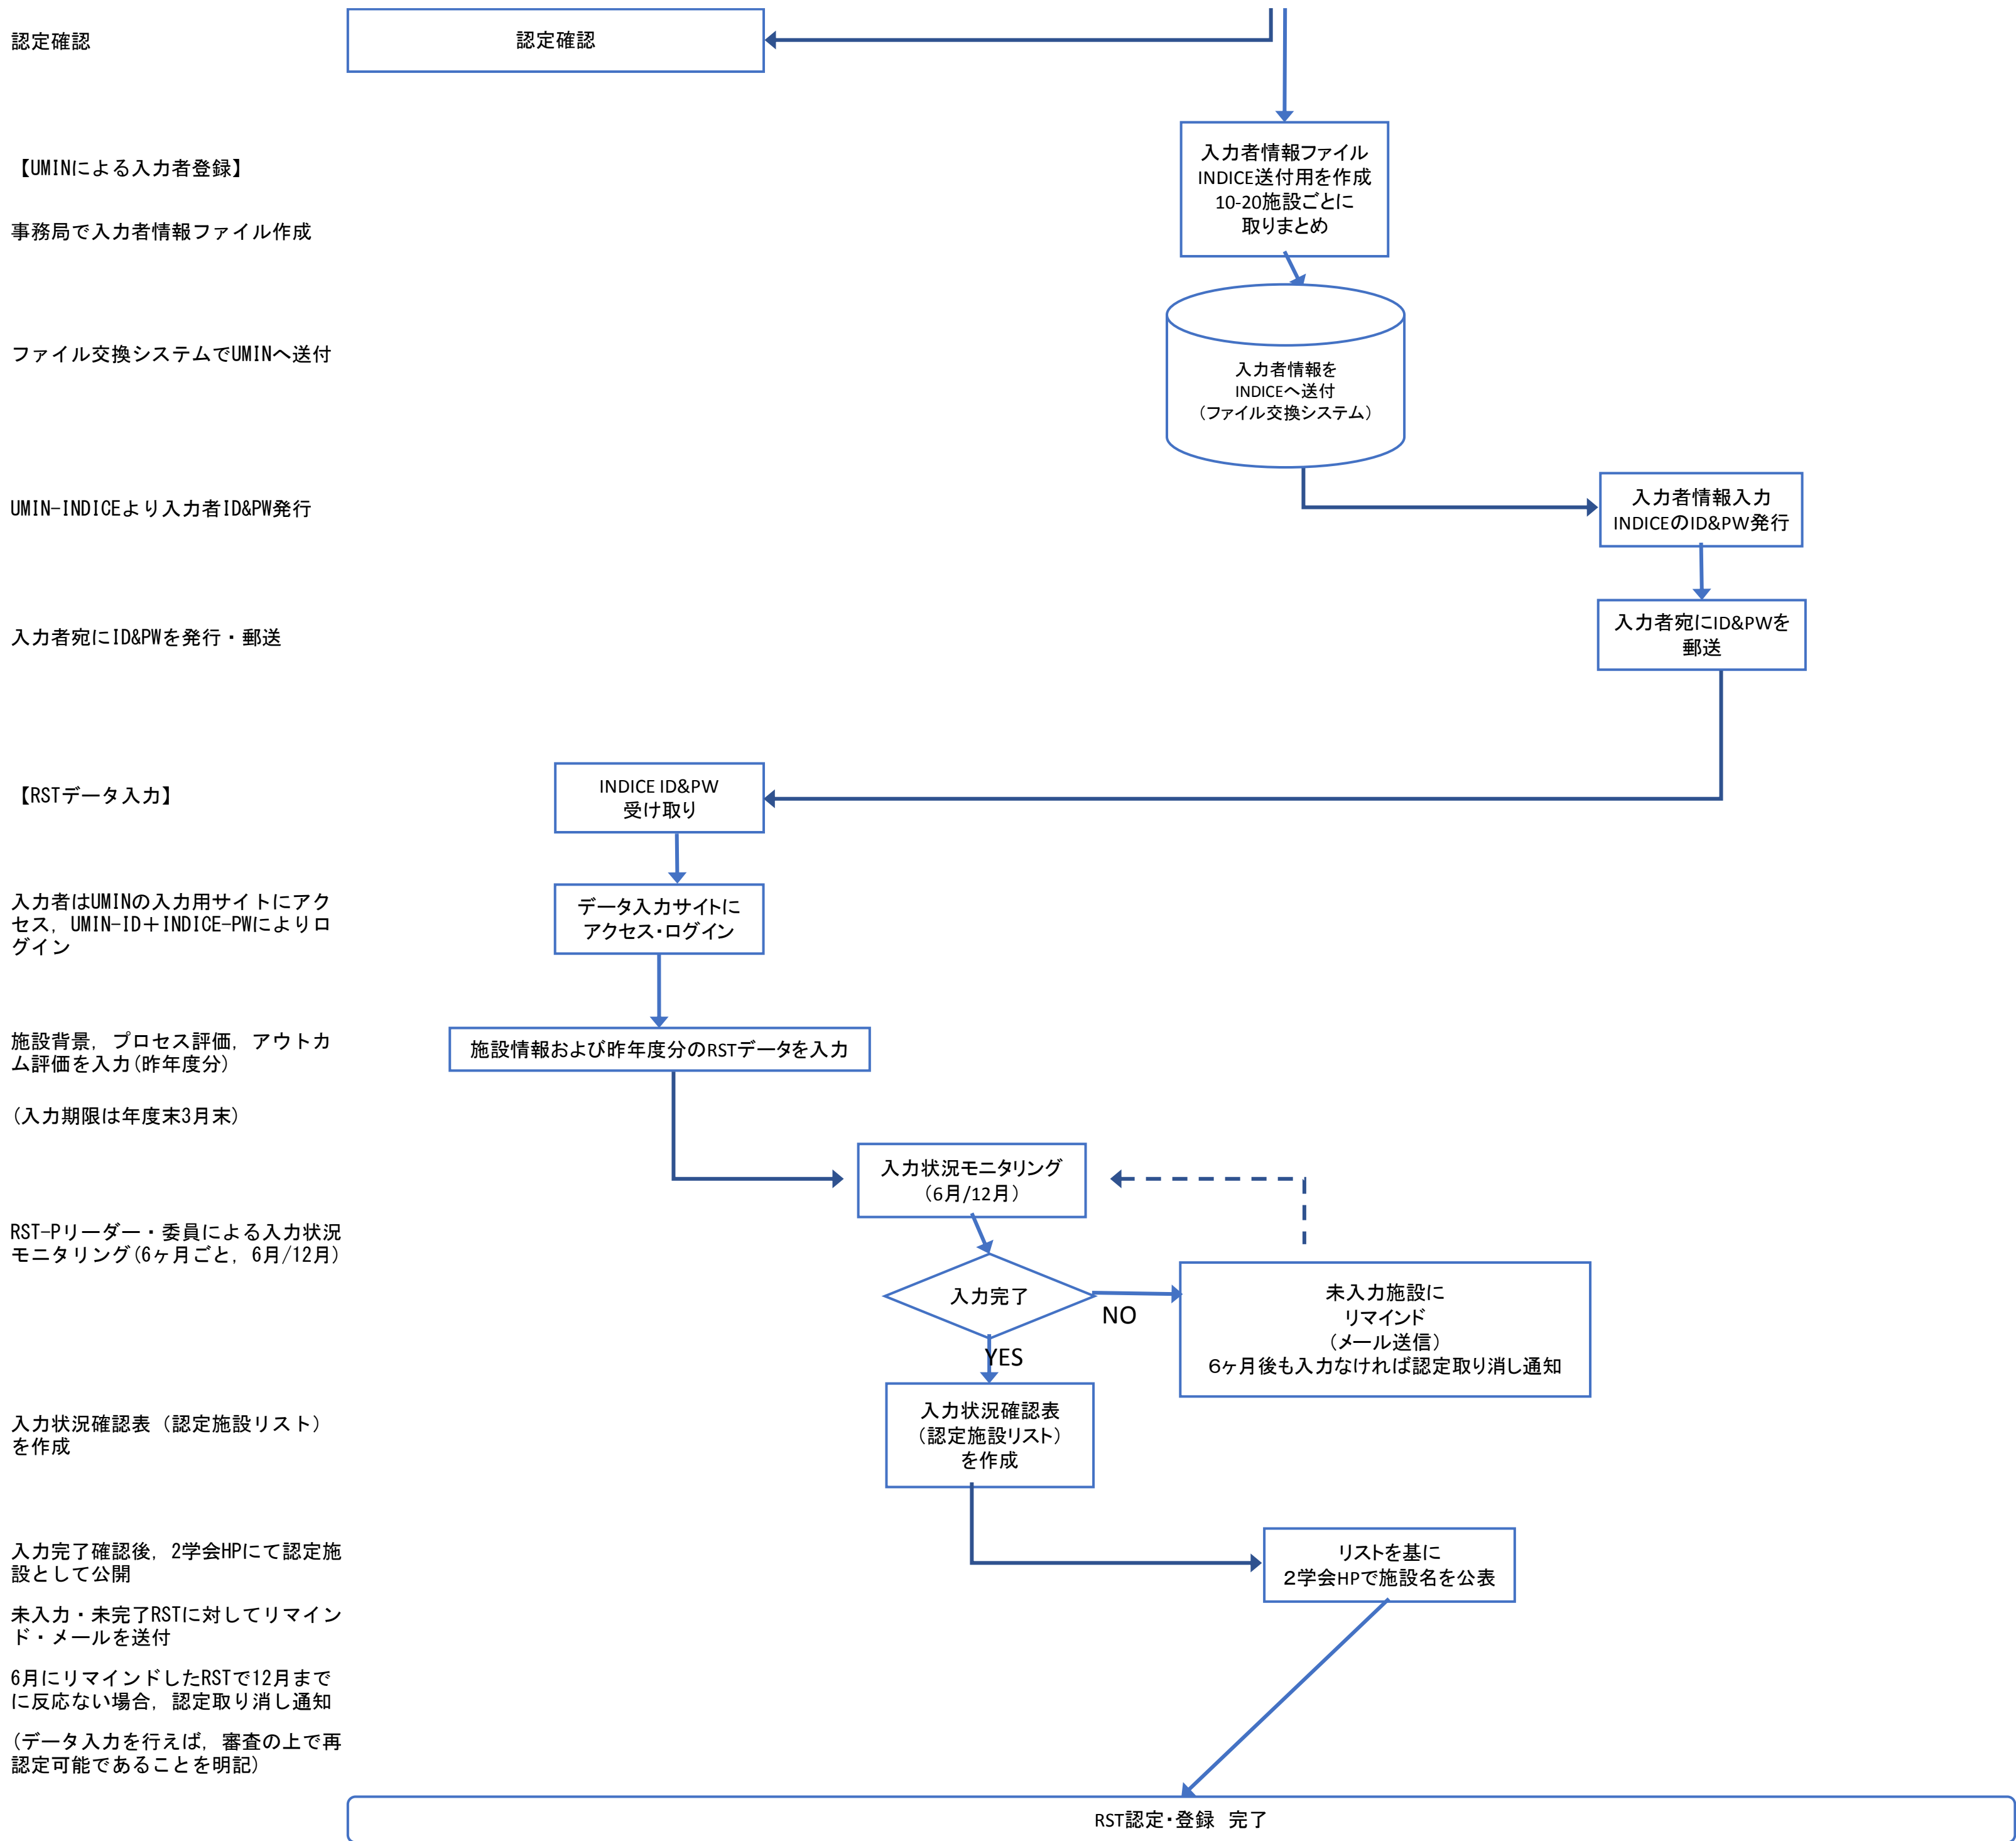 認定確認
認定確認
【UMINによる入力者登録】
入力者情報ファイル
INDICE送付用を作成
10-20施設ごとに
取りまとめ
事務局で入力者情報ファイル作成
ファイル交換システムでUMINへ送付
入力者情報を
INDICEへ送付
（ファイル交換システム）
UMIN-INDICEより入力者ID&PW発行
入力者情報入力
INDICEのID&PW発行
入力者宛にID&PWを発行・郵送
入力者宛にID&PWを
郵送
【RSTデータ入力】
INDICE ID&PW
受け取り
入力者はUMINの入力用サイトにアク
セス，UMIN-ID＋INDICE-PWによりロ
グイン
データ入力サイトに
アクセス・ログイン
施設背景，プロセス評価，アウトカ
ム評価を入力(昨年度分)
施設情報および昨年度分のRSTデータを入力
(入力期限は年度末3月末)
入力状況モニタリング
（6月/12月）
RST-Pリーダー・委員による入力状況
モニタリング(6ヶ月ごと，6月/12月)
入力完了
NO
未入力施設に
リマインド
（メール送信）
６ヶ月後も入力なければ認定取り消し通知
YES
入力状況確認表（認定施設リスト）
を作成
入力状況確認表
（認定施設リスト）
を作成
入力完了確認後，2学会HPにて認定施
設として公開
リストを基に
２学会HPで施設名を公表
未入力・未完了RSTに対してリマイン
ド・メールを送付
6月にリマインドしたRSTで12月まで
に反応ない場合，認定取り消し通知
(データ入力を行えば，審査の上で再
認定可能であることを明記)
RST認定・登録　完了